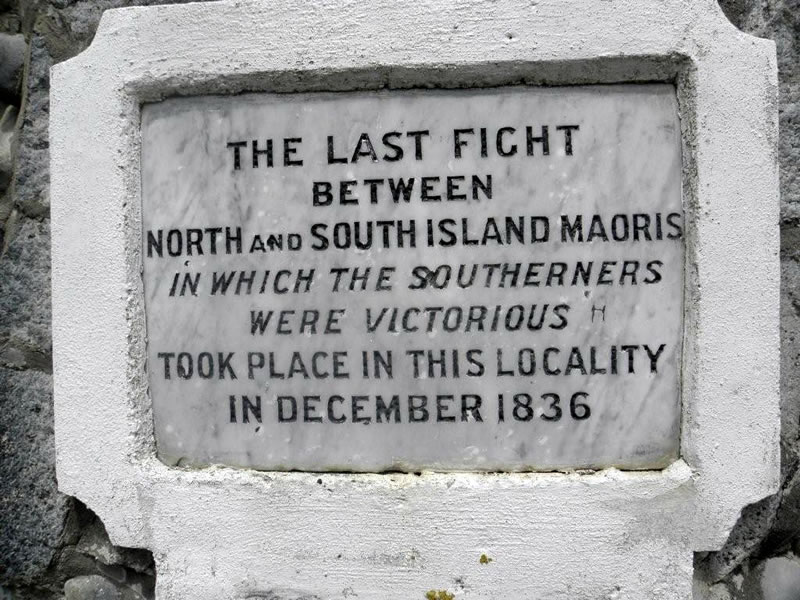 THE LAST FIGHT
BETWEEN
NORTH AND SOUTH ISLAND MAORIS
IN WHICH THE SOUTHERNERS
WERE VICTORIOUS H
TOOK PLACE IN THIS LOCALITY
IN DECEMBER 1836